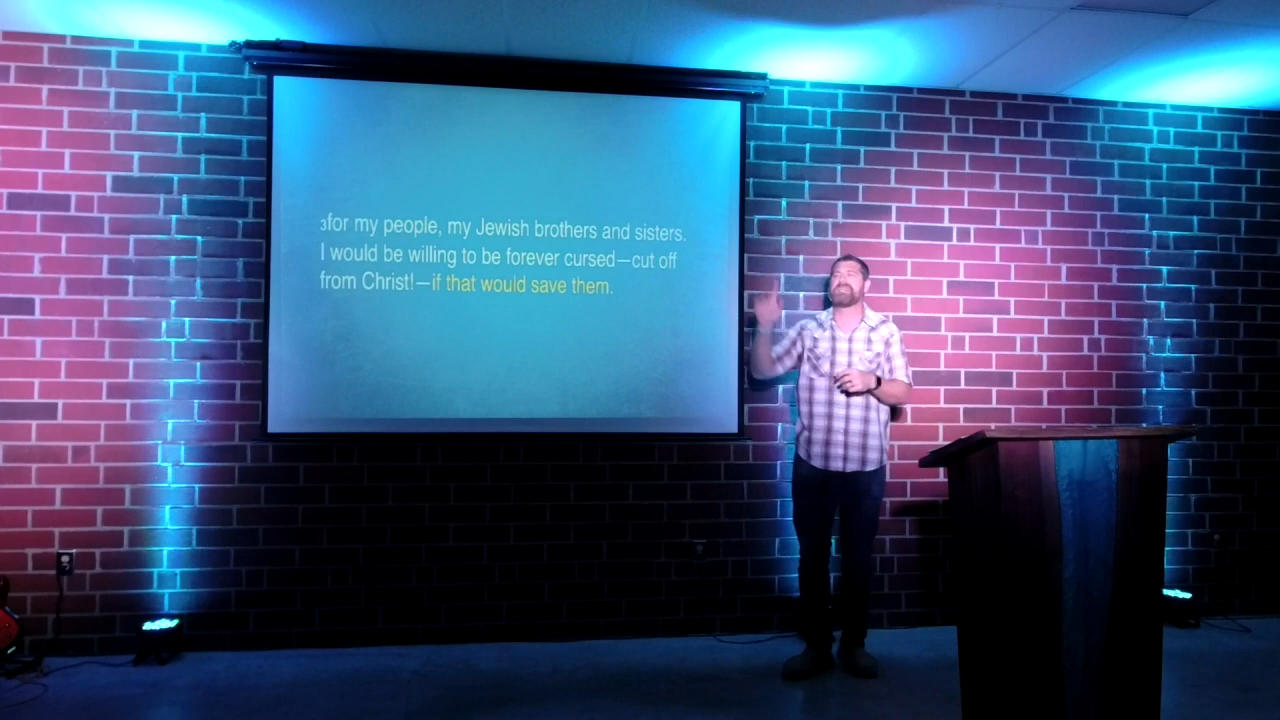 3for my people, my Jewish brothers and sisters.
I would be willing to be forever cursed—cut off
from Christ!—if that would save them.